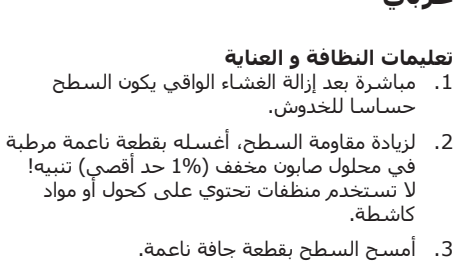 عربي
تعليمات النظافة و العناية
1. مباشرة بعد إزالة الغشاء الواقي يكون السطح
حساسا للخدوش.
2. لزيادة مقاومة السطح، أغسله بقطعة ناعمة مرطبة
في محلول صابون مخفف (1% حد أقصى) تنبيه!
لا تستخدم منظفات تحتوي على كحول أو مواد
كاشطة.
3. أمسح السطح بقطعة جافة ناعمة.